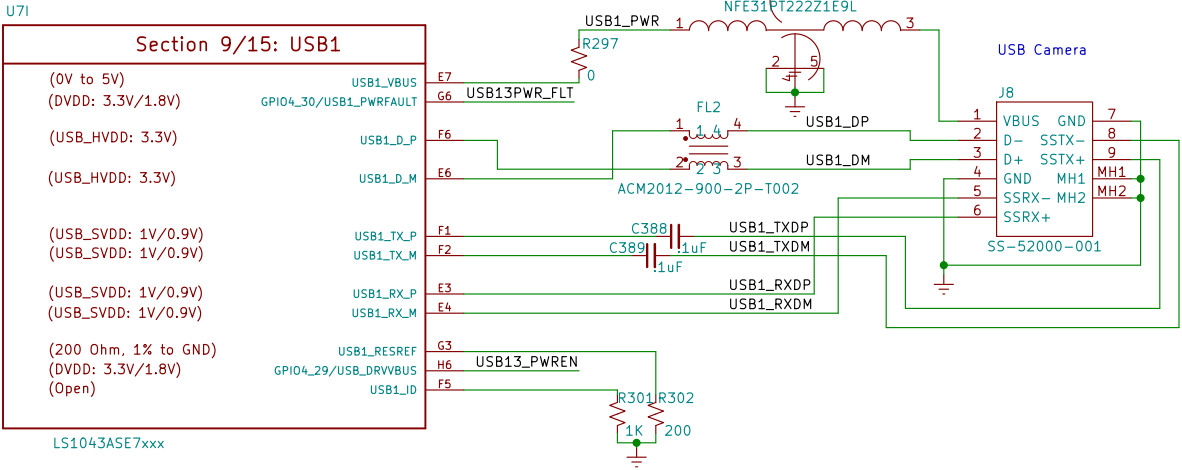 U7I
Section 9/15: USB1
(0V to 5V)
USB1_VBUS
E7
(DVDD: 3.3V/1.8V)
GPIO4_30/USB1_PWRFAULT
G6
USB13PWR_FLT
(USB_HVDD: 3.3V)
USB1_D_P
F6
(USB_HVDD: 3.3V)
USB1_D_M
E6
(USB_SVDD: 1V/0.9V)
USB1_TX_P
F1
(USB_SVDD: 1V/0.9V)
USB1_TX_M
F2
(USB_SVDD: 1V/0.9V)
USB1_RX_P
E3
(USB_SVDD: 1V/0.9V)
USB1_RX_M
E4
(200 Ohm, 1% to GND)
USB1_RESREF
G3
(DVDD: 3.3V/1.8V)
GPIO4_29/USB_DRVVBUS
H6
USB13_PWREN
(Open)
USB1_ID
F5
LS1043ASE7xxx
USB1_PWR
R297
0
NFE31PT222Z1E9L
1
3
2
5
4
FL2
1
1 4
4
2
2 3
3
ACM2012-900-2P-T002
USB1_DP
USB1_DM
C388
.1uF
C389
.1uF
USB1_TXDP
USB1_TXDM
USB1_RXDP
USB1_RXDM
R301
1K
R302
200
USB Camera
J8
1
VBUS
GND
7
2
D-
SSTX-
8
3
D+
SSTX+
9
4
GND
MH1
MH1
5
SSRX-
MH2
MH2
6
SSRX+
SS-52000-001